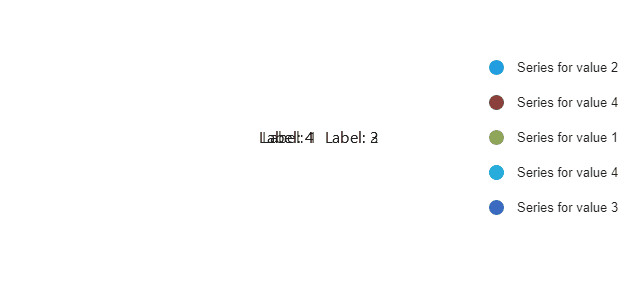 Series for value 2
Series for value 4
Label: 4
Label:
Series for value 1
Series for value 4
Series for value 3